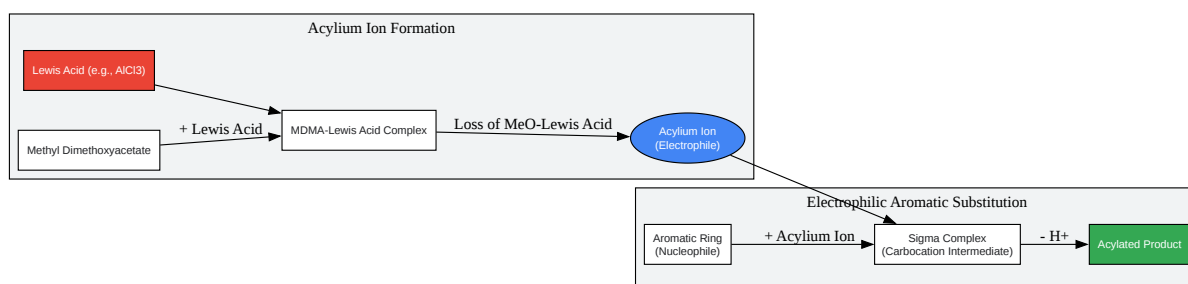 Acylium Ion Formation
Lewis Acid (e.g., AlCl3)
+ Lewis Acid
Methyl Dimethoxyacetate
MDMA-Lewis Acid Complex
Loss of MeO-Lewis Acid
Acylium Ion
(Electrophile)
Electrophilic Aromatic Substitution
Aromatic Ring
(Nucleophile)
+ Acylium Ion
Sigma Complex
(Carbocation Intermediate)
- H+
Acylated Product